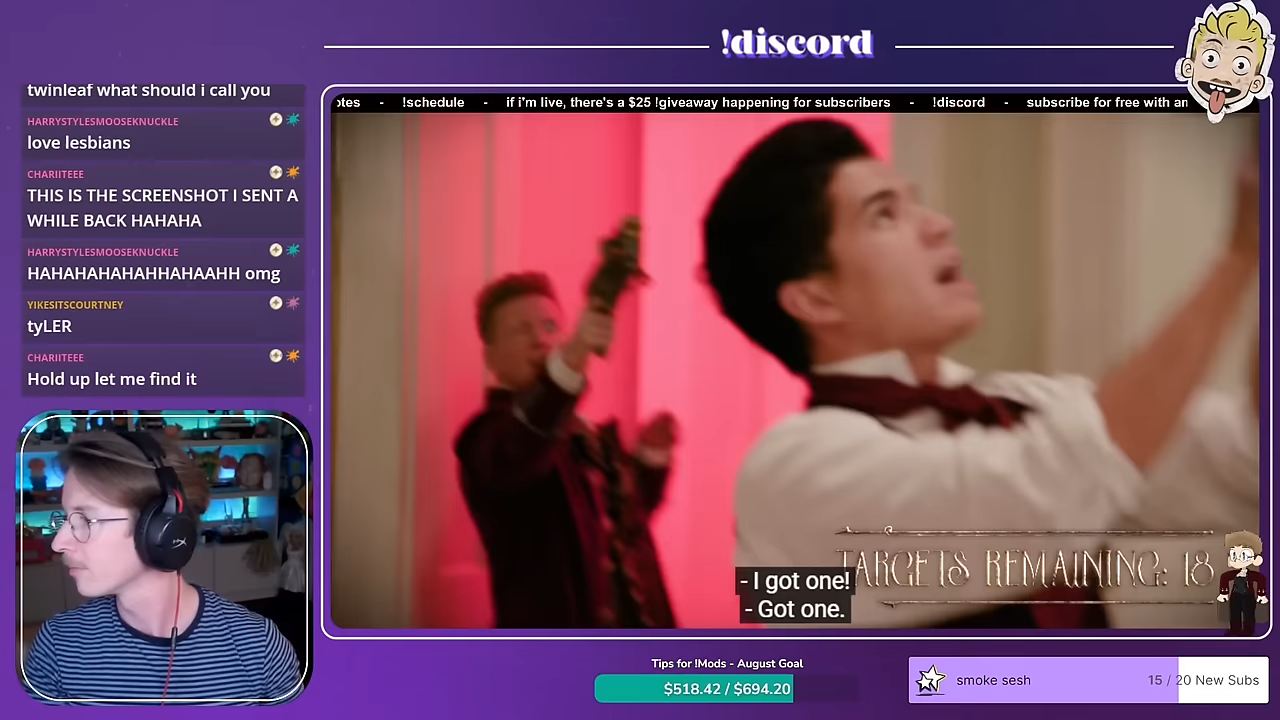 !discord
otes - !schedule - if i'm live, there's a $25 !giveaway happening for subscribers - !discord - subscribe for free with am
twinleaf what should i call you
HARRYSTYLESMOOSEKNUCKLE
love lesbians
CHARIITEEE
THIS IS THE SCREENSHOT I SENT A
WHILE BACK HAHAHA
HARRYSTYLESMOOSEKNUCKLE
HAHAHAHAHAHHAHAAHH omg
YIKESITSCOURTNEY
tyLER
CHARIITEEE
Hold up let me find it
TARGETS REMAINING: 18
- I got one!
- Got one.
Tips for !Mods - August Goal
$518.42 / $694.20
smoke sesh 15 / 20 New Subs